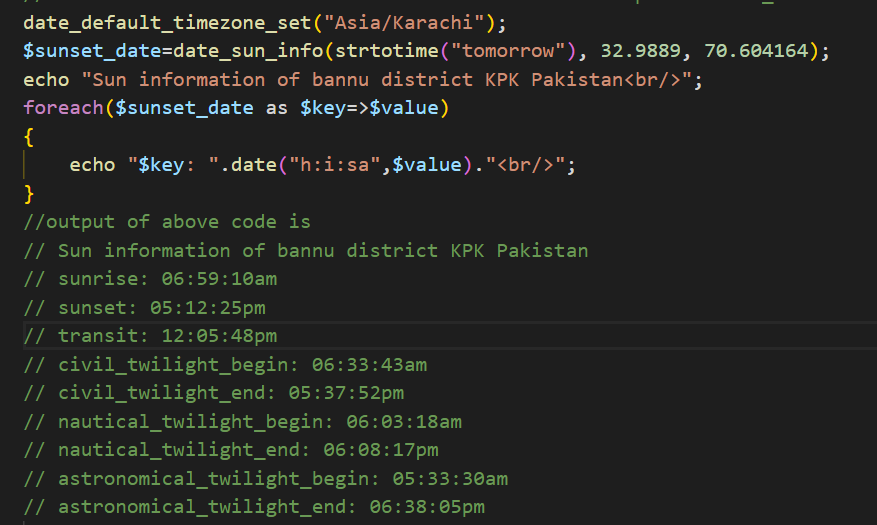 date_default_timezone_set("Asia/Karachi");
$sunset_date=date_sun_info(strtotime("tomorrow"), 32.9889, 70.604164);
echo "Sun information of bannu district KPK Pakistan<br/>";
foreach($sunset_date as $key=>$value)
{
    echo "$key: ".date("h:i:sa",$value)."<br/>";
}
//output of above code is
// Sun information of bannu district KPK Pakistan
// sunrise: 06:59:10am
// sunset: 05:12:25pm
// transit: 12:05:48pm
// civil_twilight_begin: 06:33:43am
// civil_twilight_end: 05:37:52pm
// nautical_twilight_begin: 06:03:18am
// nautical_twilight_end: 06:08:17pm
// astronomical_twilight_begin: 05:33:30am
// astronomical_twilight_end: 06:38:05pm